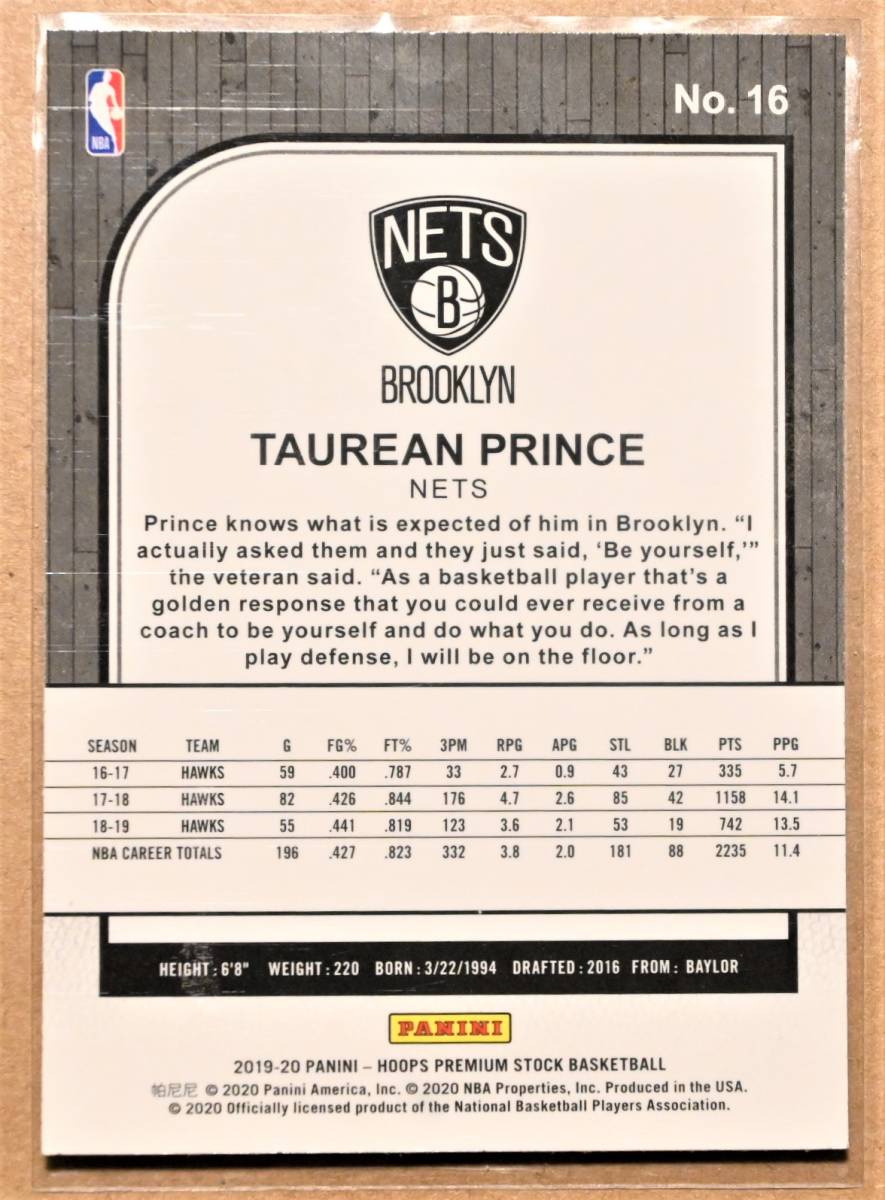 No. 16
NBA
NETS
B
BROOKLYN
TAUREAN PRINCE
NETS
Prince knows what is expected of him in Brooklyn. “I
actually asked them and they just said, ‘Be yourself,’”
the veteran said. “As a basketball player that’s a
golden response that you could ever receive from a
coach to be yourself and do what you do. As long as I
play defense, I will be on the floor.”
SEASON TEAM G FG% FT% 3PM RPG APG STL BLK PTS PPG
16-17 HAWKS 59 .400 .787 33 2.7 0.9 43 27 335 5.7
17-18 HAWKS 82 .426 .844 176 4.7 2.6 85 42 1158 14.1
18-19 HAWKS 55 .441 .819 123 3.6 2.1 53 19 742 13.5
NBA CAREER TOTALS 196 .427 .823 332 3.8 2.0 181 88 2235 11.4
HEIGHT: 6'8" WEIGHT: 220 BORN: 3/22/1994 DRAFTED: 2016 FROM: BAYLOR
PANINI
2019-20 PANINI – HOOPS PREMIUM STOCK BASKETBALL
帕尼尼 © 2020 Panini America, Inc. © 2020 NBA Properties, Inc. Produced in the USA.
© 2020 Officially licensed product of the National Basketball Players Association.